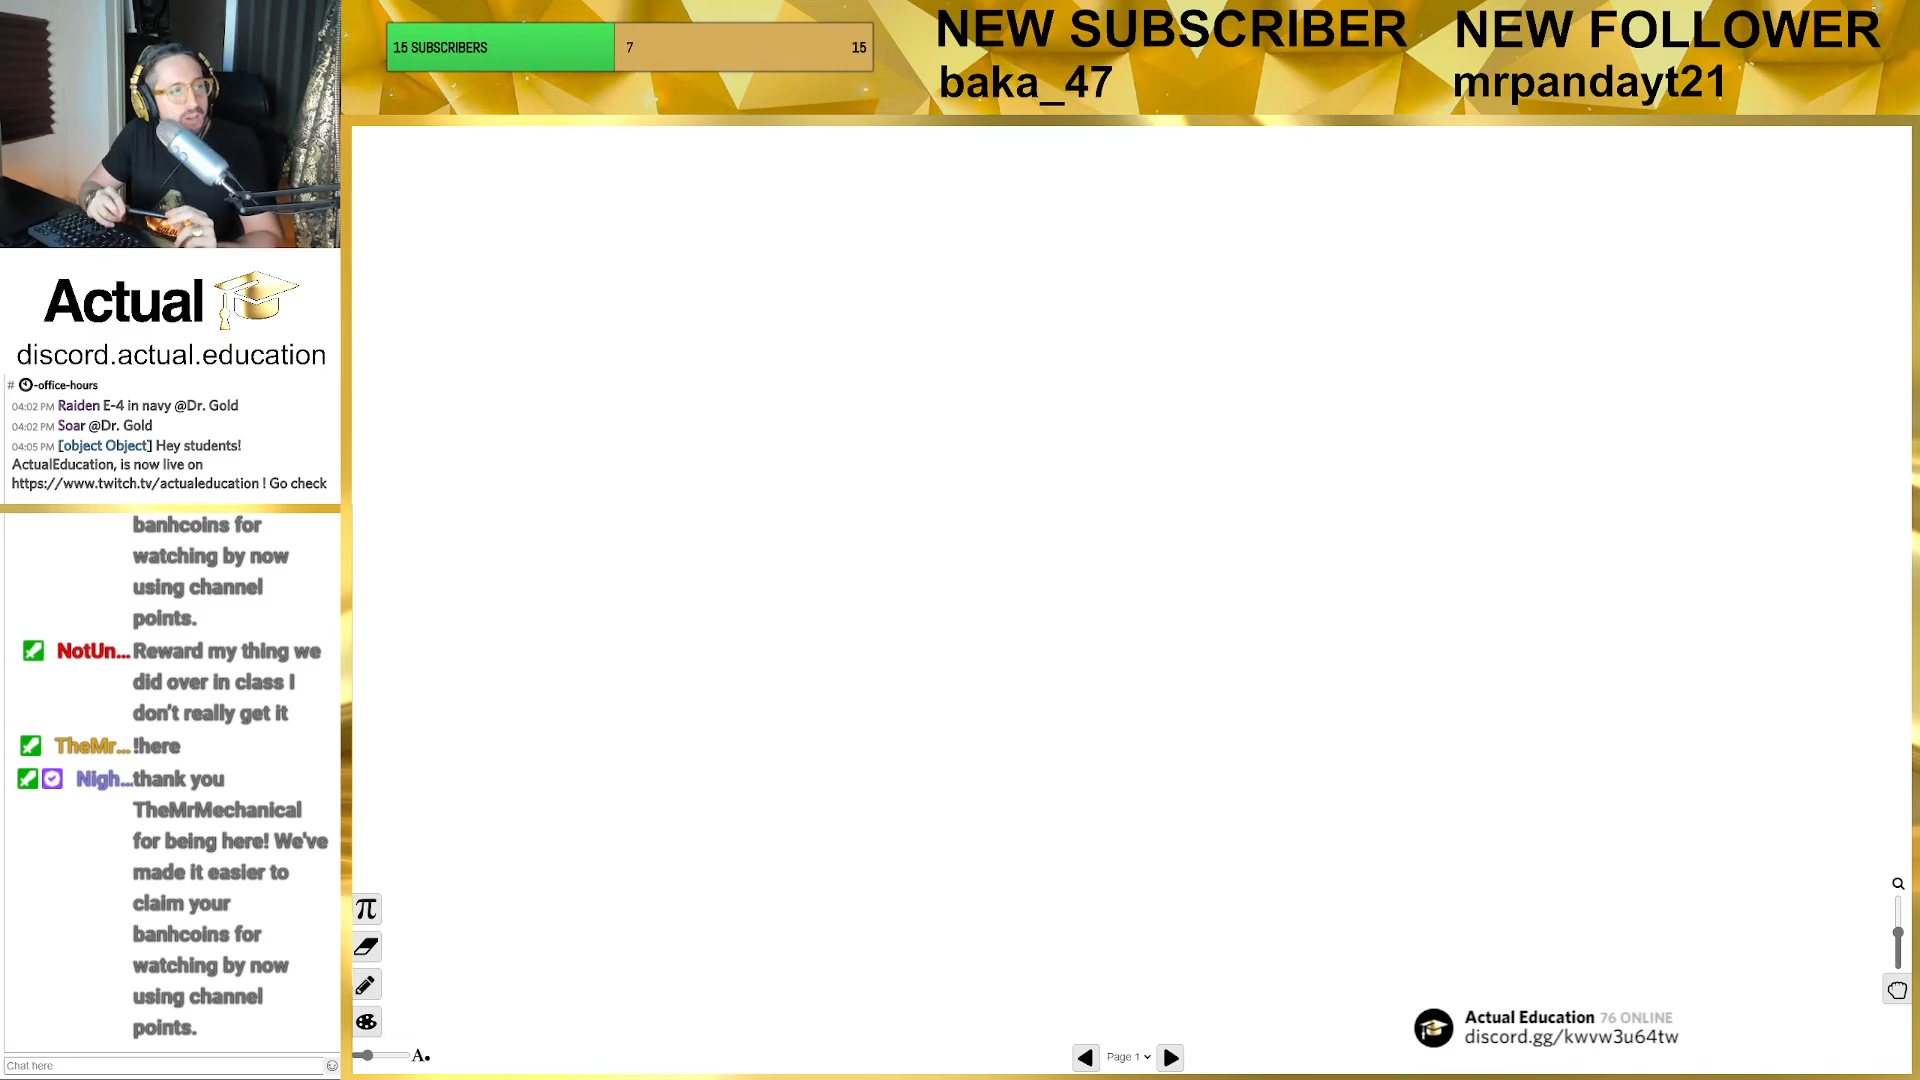 15 SUBSCRIBERS 7 15
NEW SUBSCRIBER
baka_47
NEW FOLLOWER
mrpandayt21
Actual
discord.actual.education
# -office-hours
04:02 PM Raiden E-4 in navy @Dr. Gold
04:02 PM Soar @Dr. Gold
04:05 PM [object Object] Hey students!
ActualEducation, is now live on
https://www.twitch.tv/actualeducation ! Go check
banhcoins for
watching by now
using channel
points.
NotUn... Reward my thing we
did over in class I
don't really get it
TheMr... !here
Nigh... thank you
TheMrMechanical
for being here! We've
made it easier to
claim your
banhcoins for
watching by now
using channel
points.
Chat here
π
A
Page 1
Actual Education 76 ONLINE
discord.gg/kwvw3u64tw